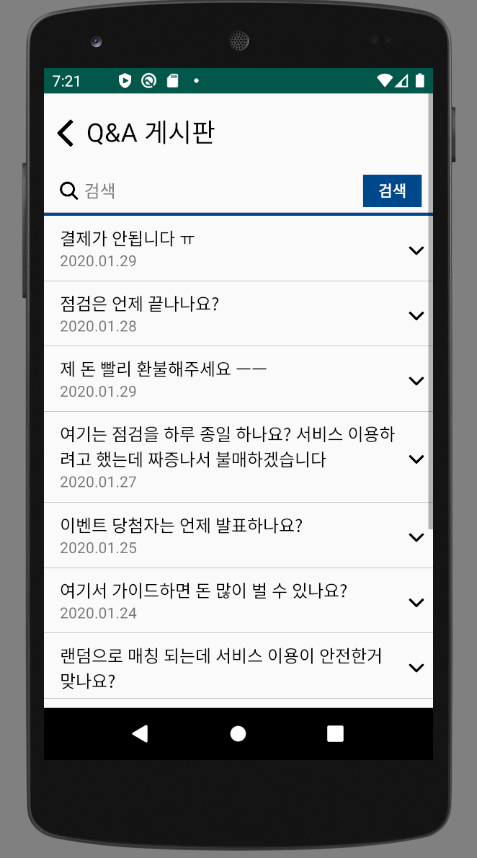 7:21
Q&A 게시판
검색
검색
결제가 안됩니다 ㅠ
2020.01.29
점검은 언제 끝나나요?
2020.01.28
제 돈 빨리 환불해주세요 ㅡㅡ
2020.01.29
여기는 점검을 하루 종일 하나요? 서비스 이용하
려고 했는데 짜증나서 불매하겠습니다
2020.01.27
이벤트 당첨자는 언제 발표하나요?
2020.01.25
여기서 가이드하면 돈 많이 벌 수 있나요?
2020.01.24
랜덤으로 매칭 되는데 서비스 이용이 안전한거
맞나요?